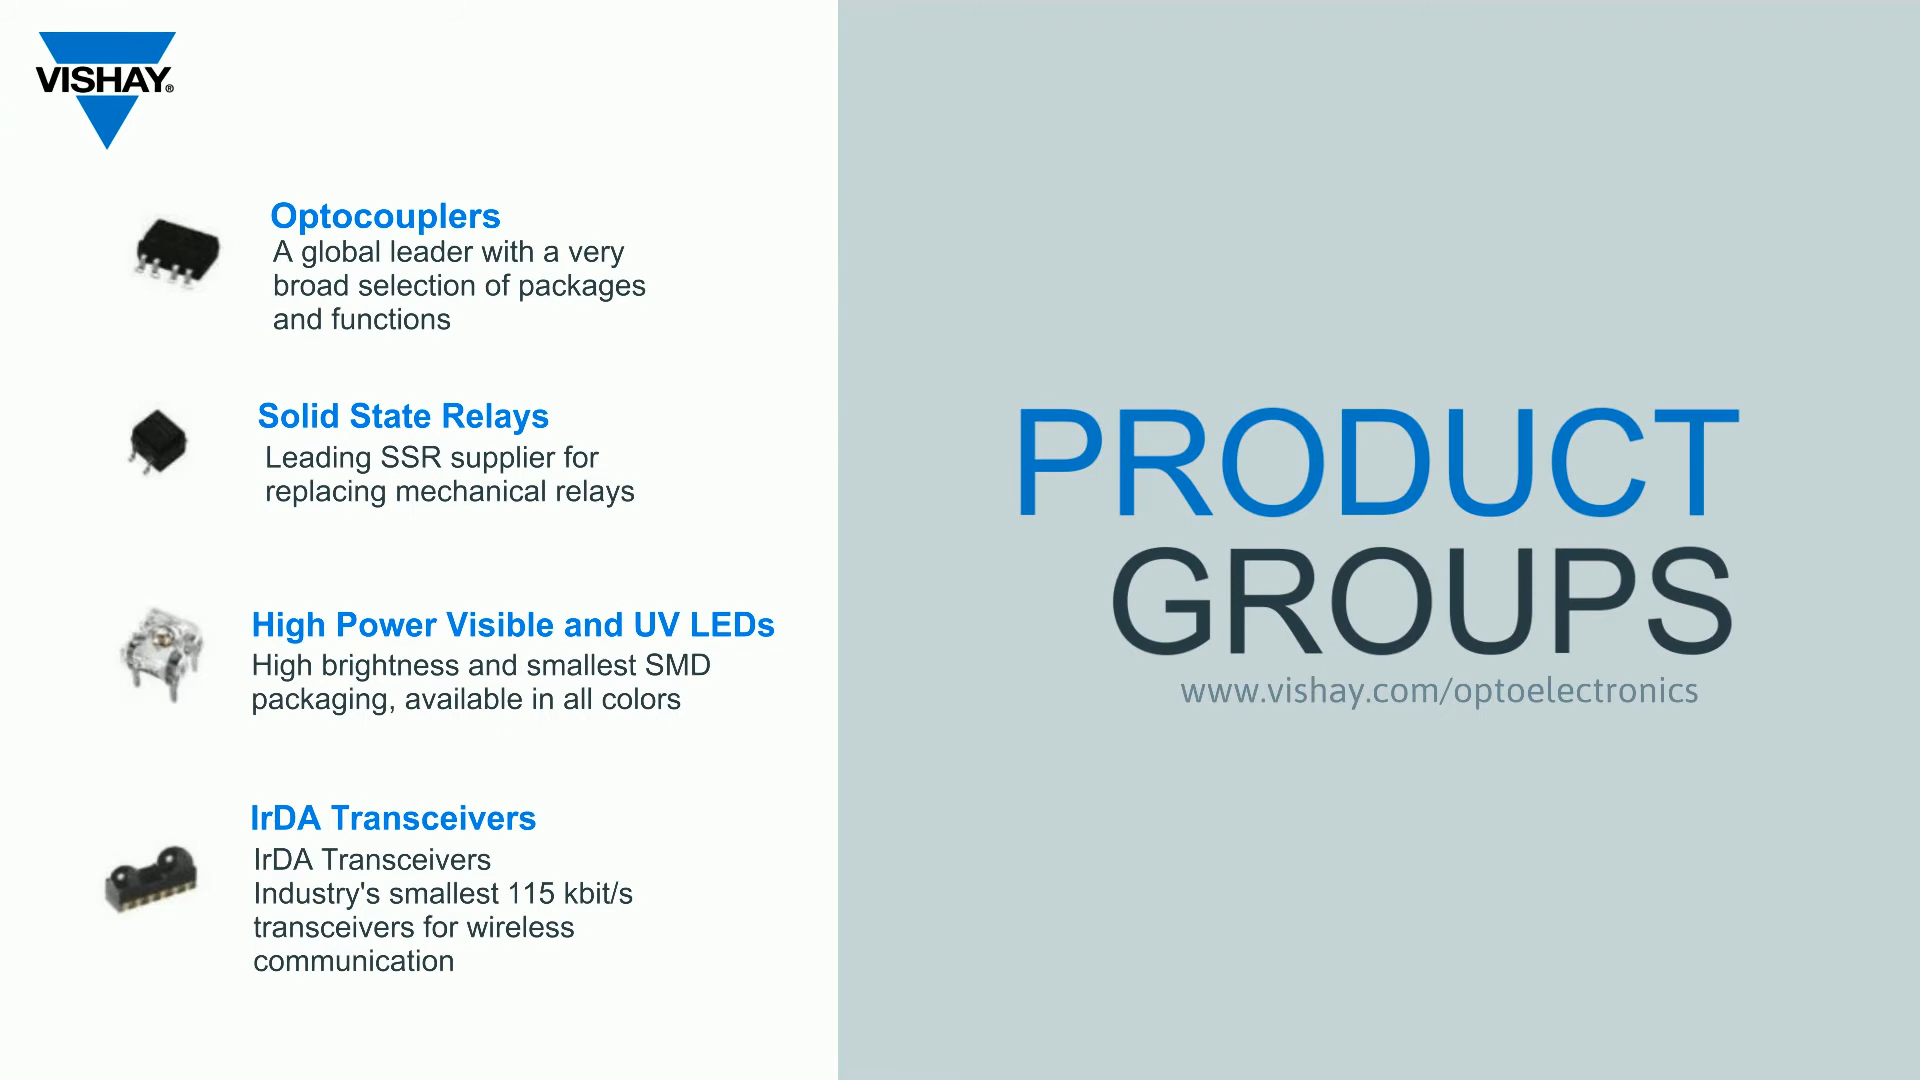 VISHAY®
Optocouplers
A global leader with a very
broad selection of packages
and functions
Solid State Relays
Leading SSR supplier for
replacing mechanical relays
High Power Visible and UV LEDs
High brightness and smallest SMD
packaging, available in all colors
IrDA Transceivers
IrDA Transceivers
Industry's smallest 115 kbit/s
transceivers for wireless
communication
PRODUCT
GROUPS
www.vishay.com/optoelectronics